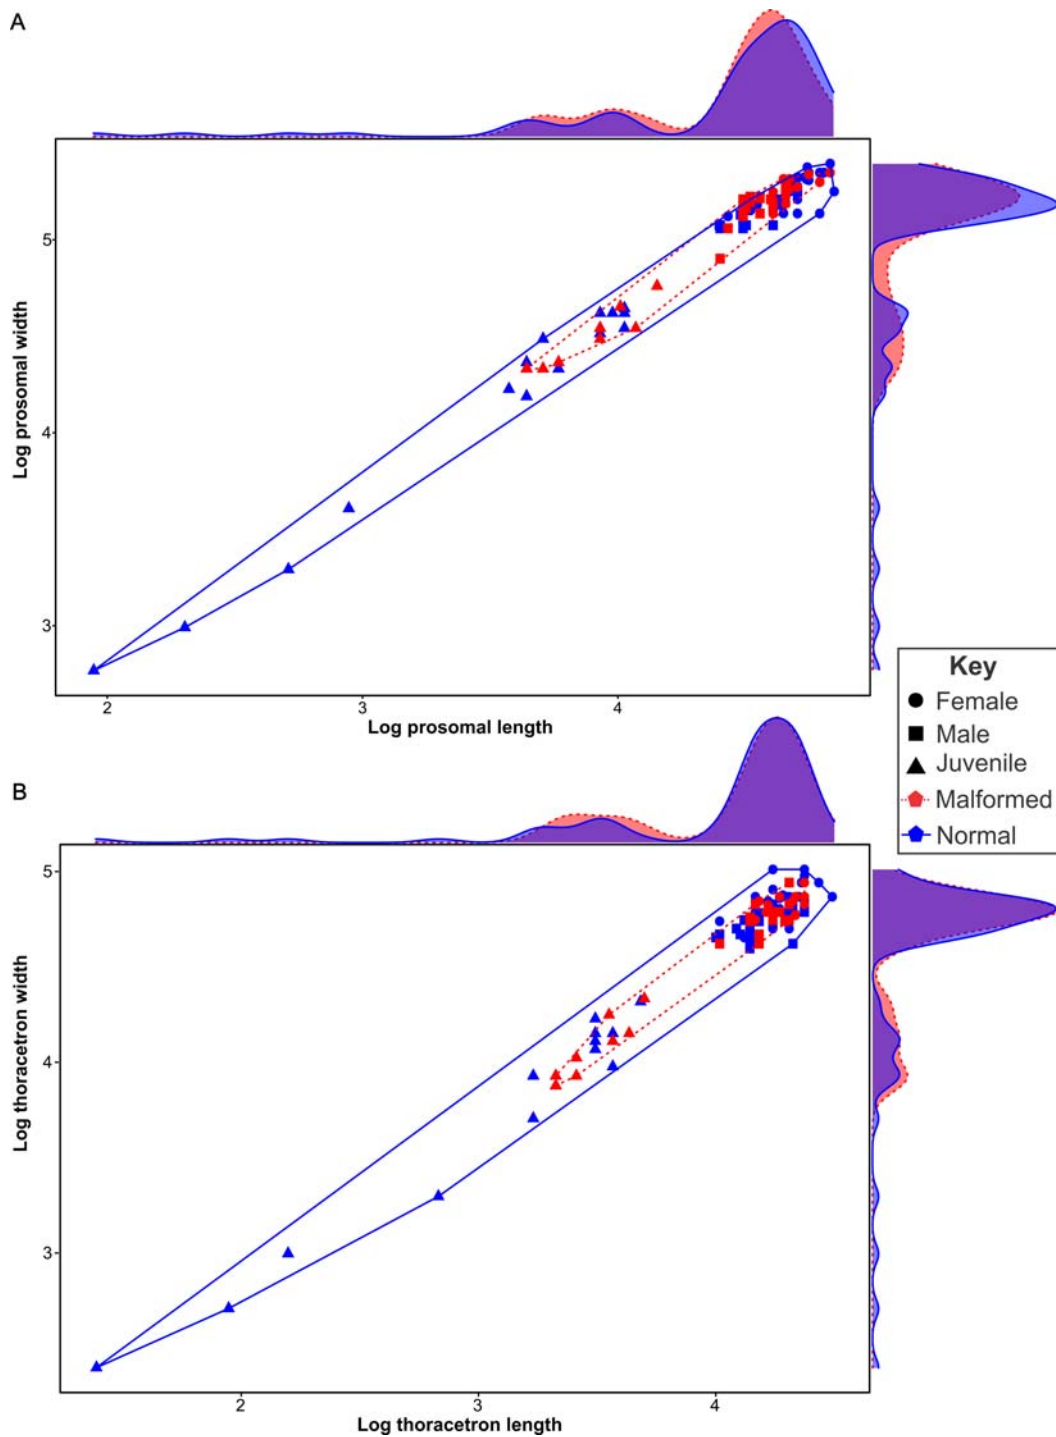 A
5
4
3
Log prosomal width
2
3
4
Log prosomal length
Key
Female
Male
Juvenile
Malformed
Normal
B
5
4
3
Log thoracetron width
2
3
4
Log thoracetron length